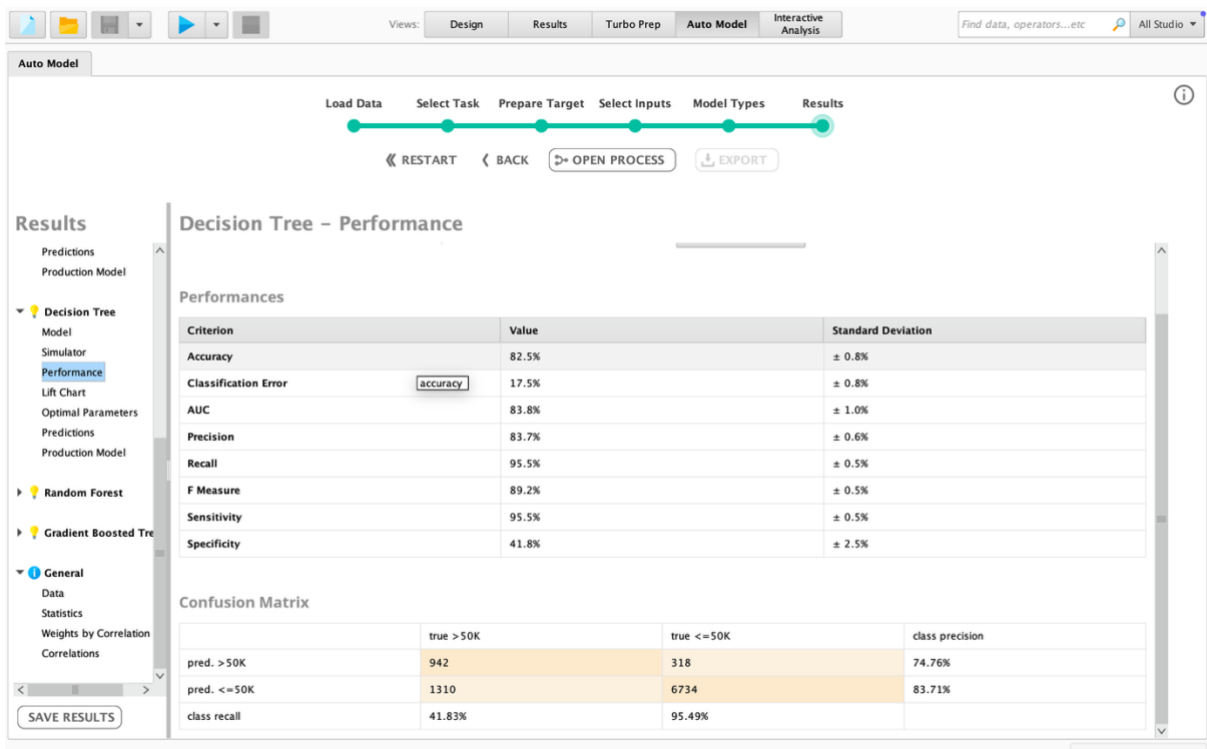 Views: Design Results Turbo Prep Auto Model Interactive Analysis Find data, operators...etc All Studio
Auto Model
Load Data Select Task Prepare Target Select Inputs Model Types Results
RESTART BACK OPEN PROCESS EXPORT
Results
Predictions
Production Model
Decision Tree
Model
Simulator
Performance
Lift Chart
Optimal Parameters
Predictions
Production Model
Random Forest
Gradient Boosted Tre
General
Data
Statistics
Weights by Correlation
Correlations
SAVE RESULTS
Decision Tree – Performance
Performances
Criterion Value Standard Deviation
Accuracy 82.5% ± 0.8%
Classification Error accuracy 17.5% ± 0.8%
AUC 83.8% ± 1.0%
Precision 83.7% ± 0.6%
Recall 95.5% ± 0.5%
F Measure 89.2% ± 0.5%
Sensitivity 95.5% ± 0.5%
Specificity 41.8% ± 2.5%
Confusion Matrix
true >50K true <=50K class precision
pred. >50K 942 318 74.76%
pred. <=50K 1310 6734 83.71%
class recall 41.83% 95.49%